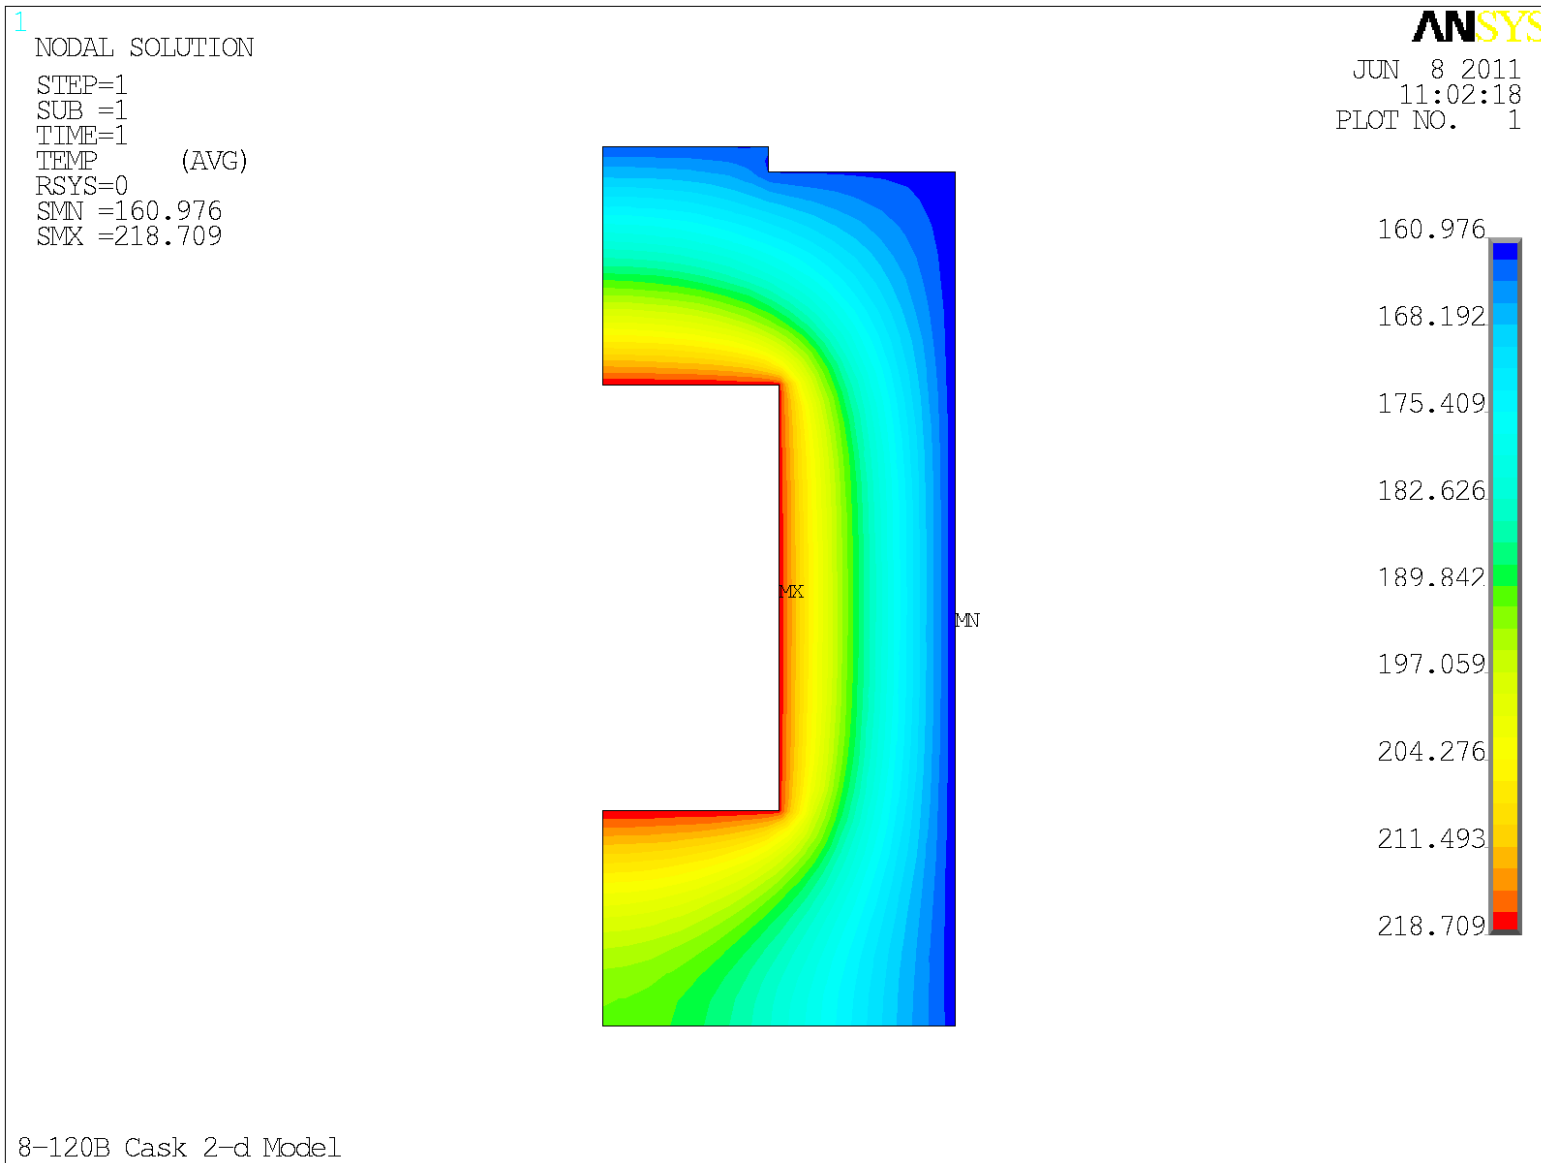 1
NODAL SOLUTION
STEP=1
SUB =1
TIME=1
TEMP (AVG)
RSYS=0
SMN =160.976
SMX =218.709
ANSYS
JUN 8 2011
11:02:18
PLOT NO. 1
160.976
168.192
175.409
182.626
189.842
197.059
204.276
211.493
218.709
MX
MN
8-120B Cask 2-d Model